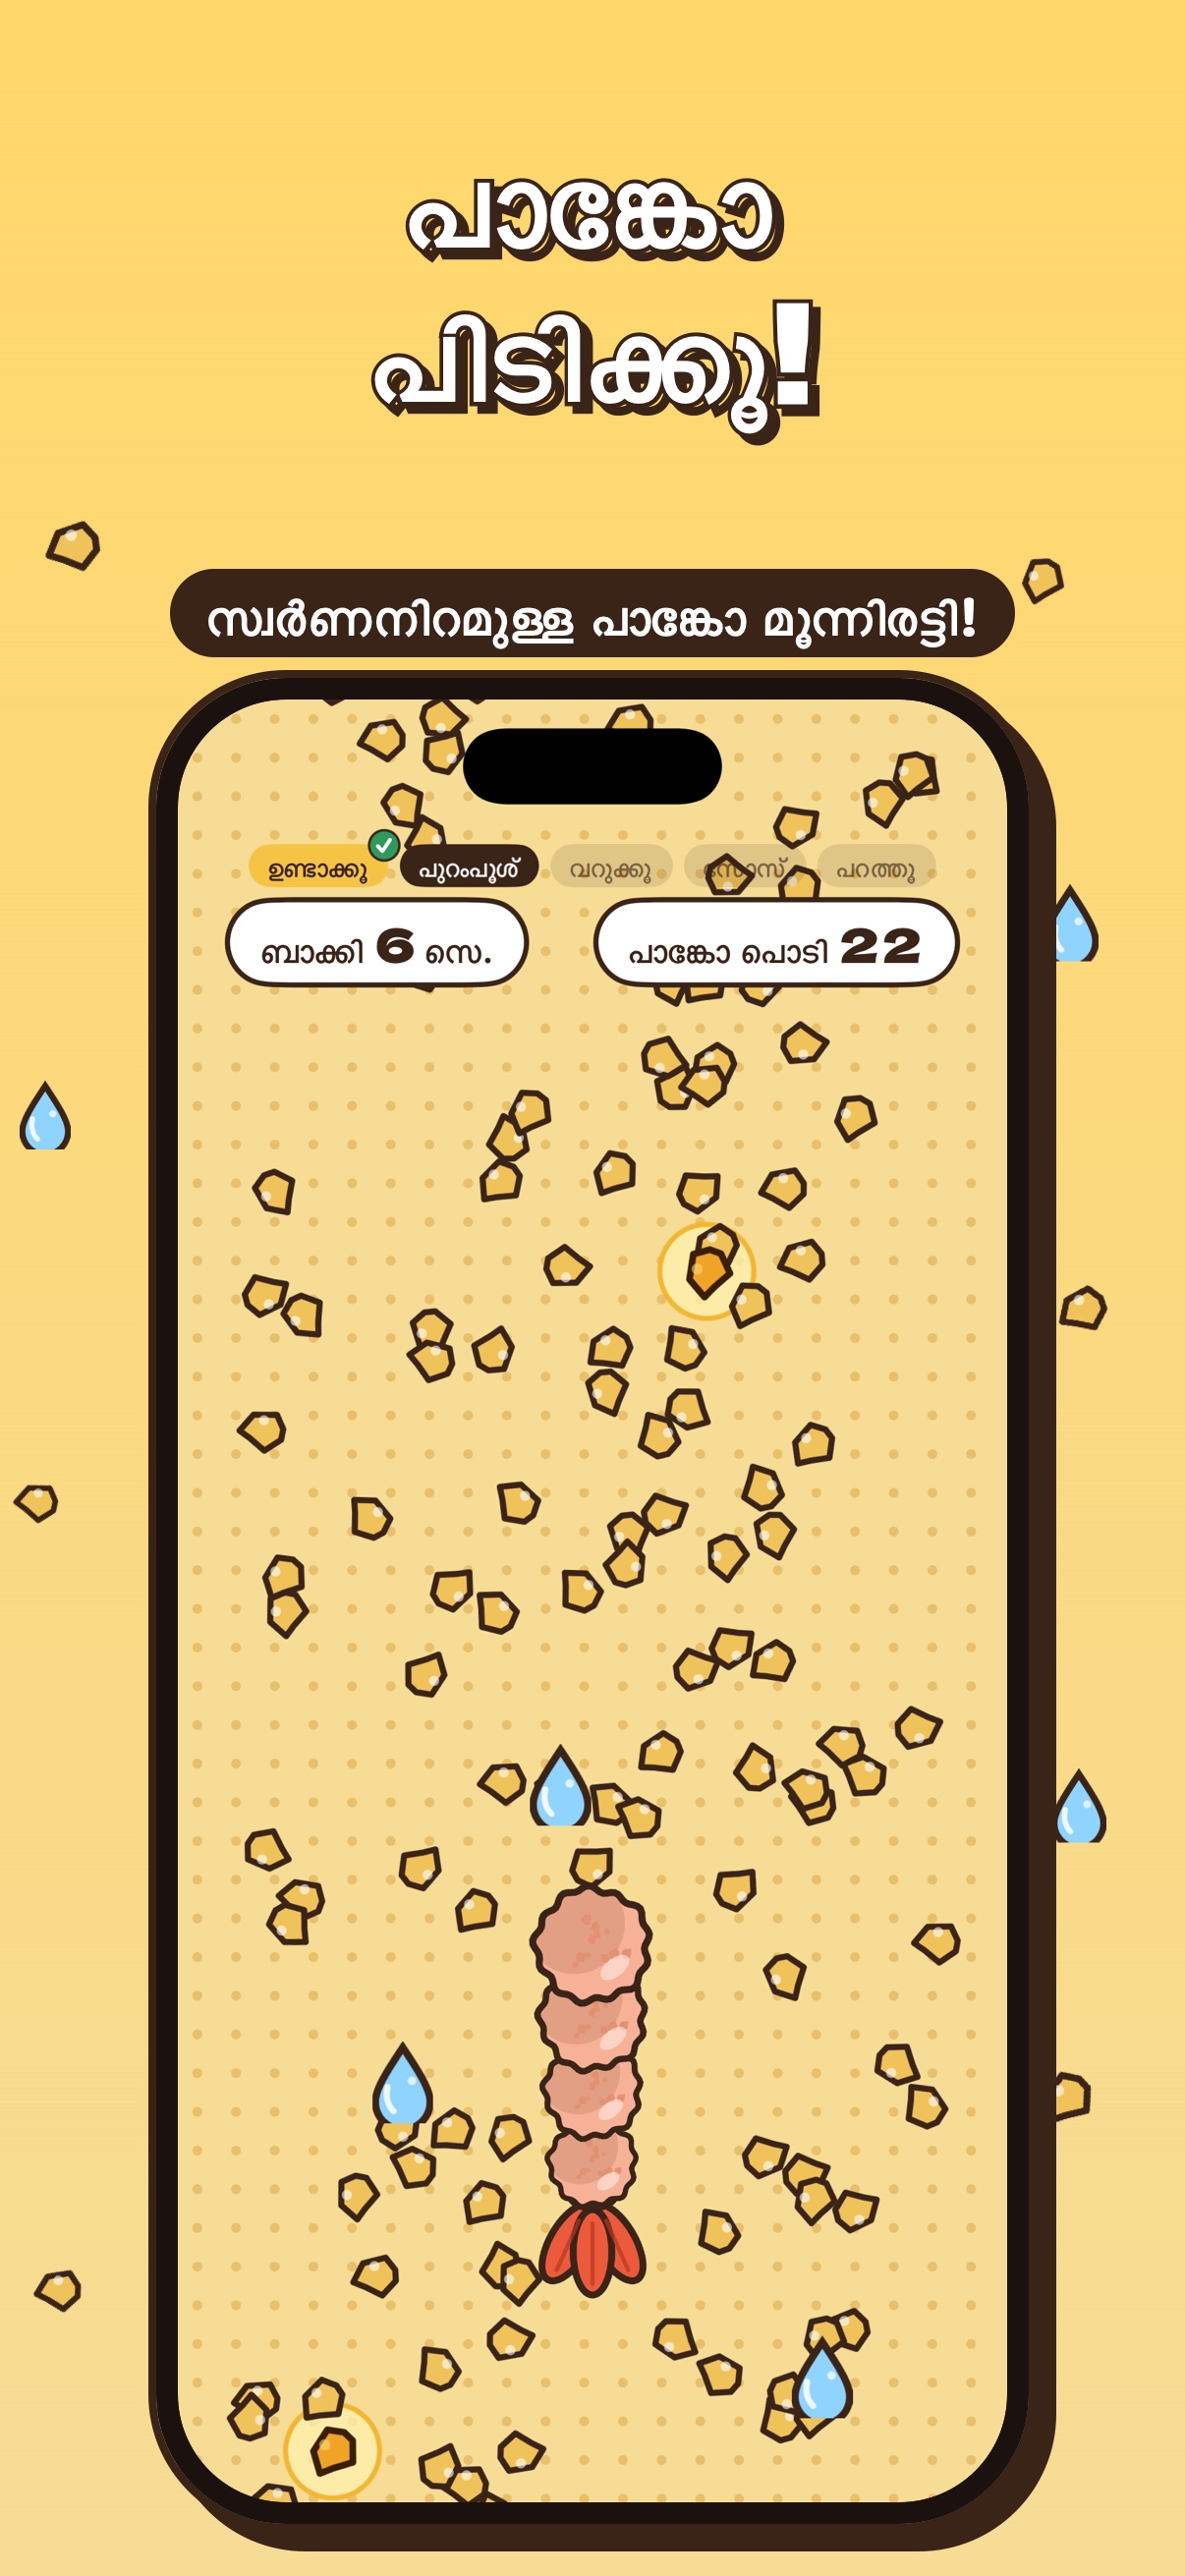 പാങ്കോ
പിടിക്കൂ!
സ്വർണനിറമുള്ള പാങ്കോ മൂന്നിരട്ടി!
ഉണ്ടാക്കൂ പുറംപൂശ് വറുക്കൂ സോസ് പറത്തൂ
ബാക്കി 6 സെ. പാങ്കോ പൊടി 22